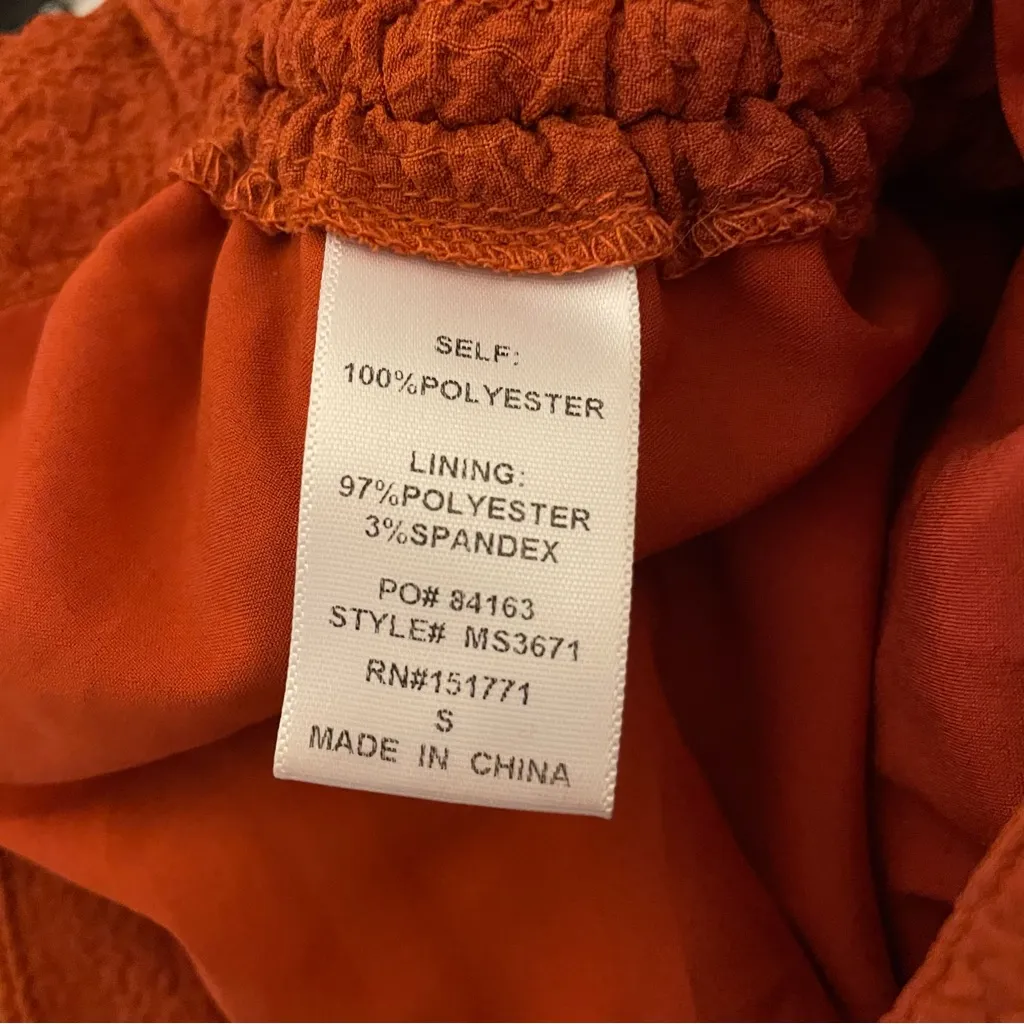 SELF:
100%POLYESTER
LINING:
97%POLYESTER
3%SPANDEX
PO# 84163
STYLE# MS3671
RN#151771
S
MADE IN CHINA